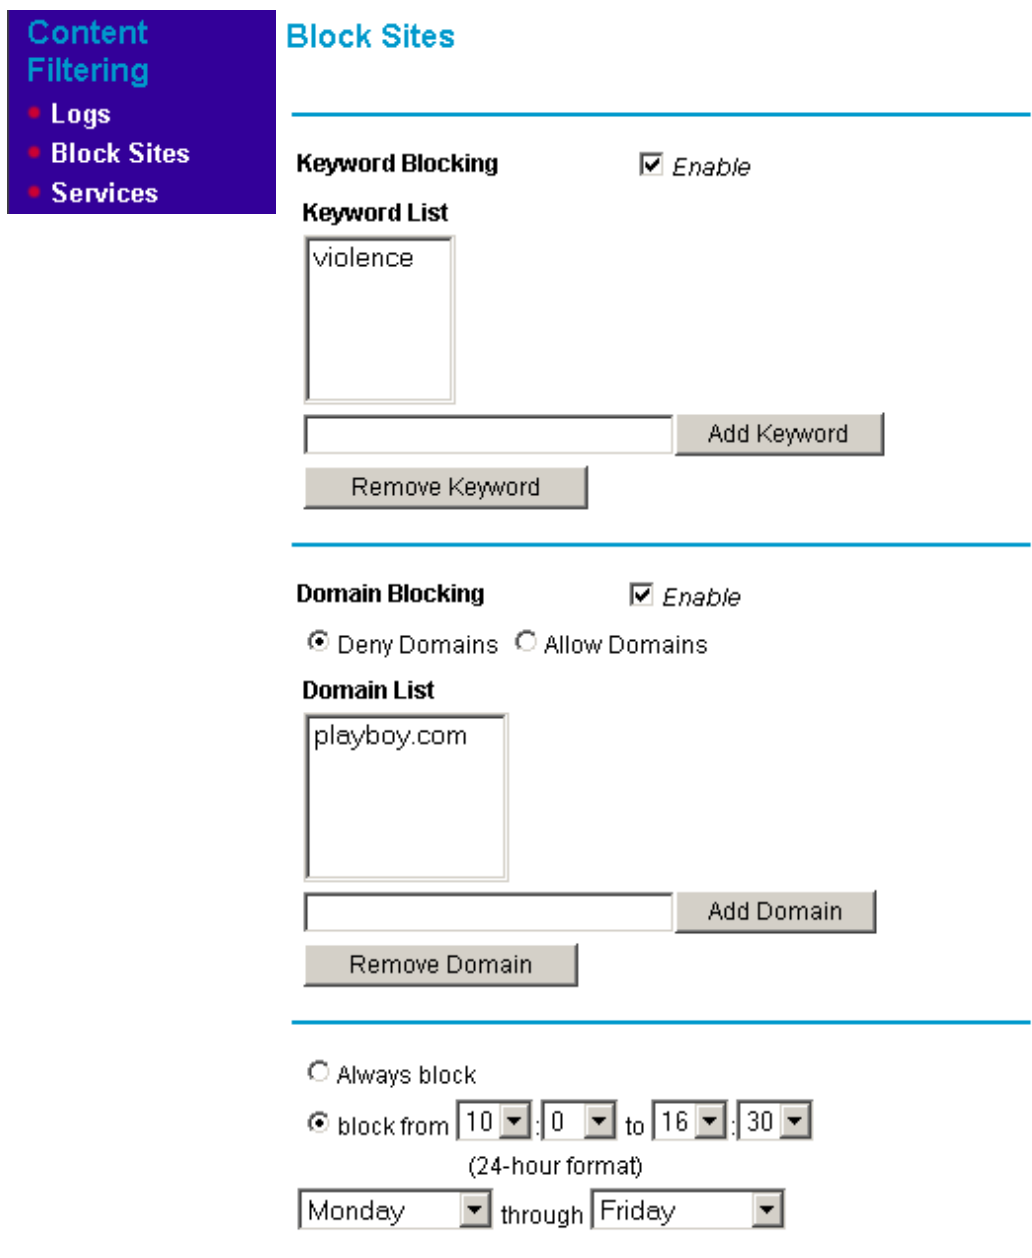 Content
Filtering
Logs
Block Sites
Services
Block Sites
Keyword Blocking Enable
Keyword List
violence
Add Keyword
Remove Keyword
Domain Blocking Enable
Deny Domains Allow Domains
Domain List
playboy.com
Add Domain
Remove Domain
Always block
block from 10 : 0 to 16 : 30
(24-hour format)
Monday through Friday